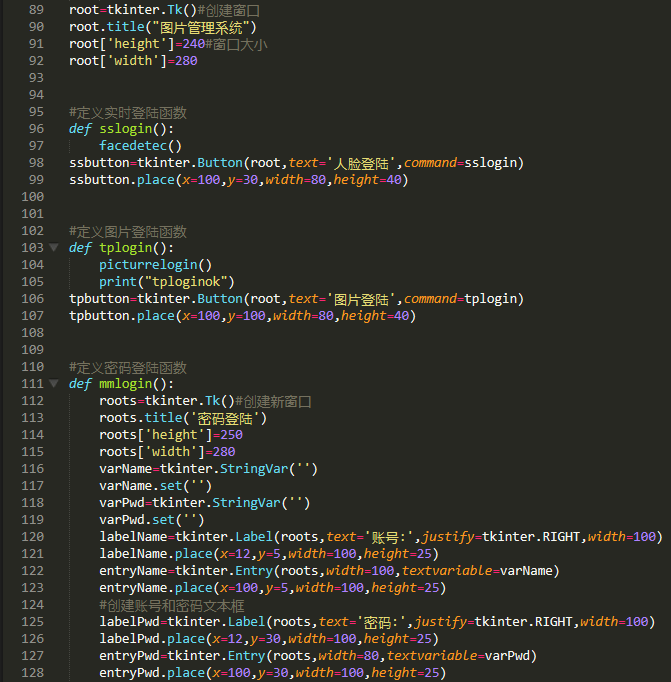 89 root=tkinter.Tk()#创建窗口
90 root.title("图片管理系统")
91 root['height']=240#窗口大小
92 root['width']=280
93
94
95 #定义实时登陆函数
96 def sslogin():
97     facedetec()
98 ssbutton=tkinter.Button(root,text='人脸登陆',command=sslogin)
99 ssbutton.place(x=100,y=30,width=80,height=40)
100
101
102 #定义图片登陆函数
103 def tplogin():
104     picturrelogin()
105     print("tploginok")
106 tpbutton=tkinter.Button(root,text='图片登陆',command=tplogin)
107 tpbutton.place(x=100,y=100,width=80,height=40)
108
109
110 #定义密码登陆函数
111 def mmlogin():
112     roots=tkinter.Tk()#创建新窗口
113     roots.title('密码登陆')
114     roots['height']=250
115     roots['width']=280
116     varName=tkinter.StringVar('')
117     varName.set('')
118     varPwd=tkinter.StringVar('')
119     varPwd.set('')
120     labelName=tkinter.Label(roots,text='账号:',justify=tkinter.RIGHT,width=100)
121     labelName.place(x=12,y=5,width=100,height=25)
122     entryName=tkinter.Entry(roots,width=100,textvariable=varName)
123     entryName.place(x=100,y=5,width=100,height=25)
124     #创建账号和密码文本框
125     labelPwd=tkinter.Label(roots,text='密码:',justify=tkinter.RIGHT,width=100)
126     labelPwd.place(x=12,y=30,width=100,height=25)
127     entryPwd=tkinter.Entry(roots,width=80,textvariable=varPwd)
128     entryPwd.place(x=100,y=30,width=100,height=25)